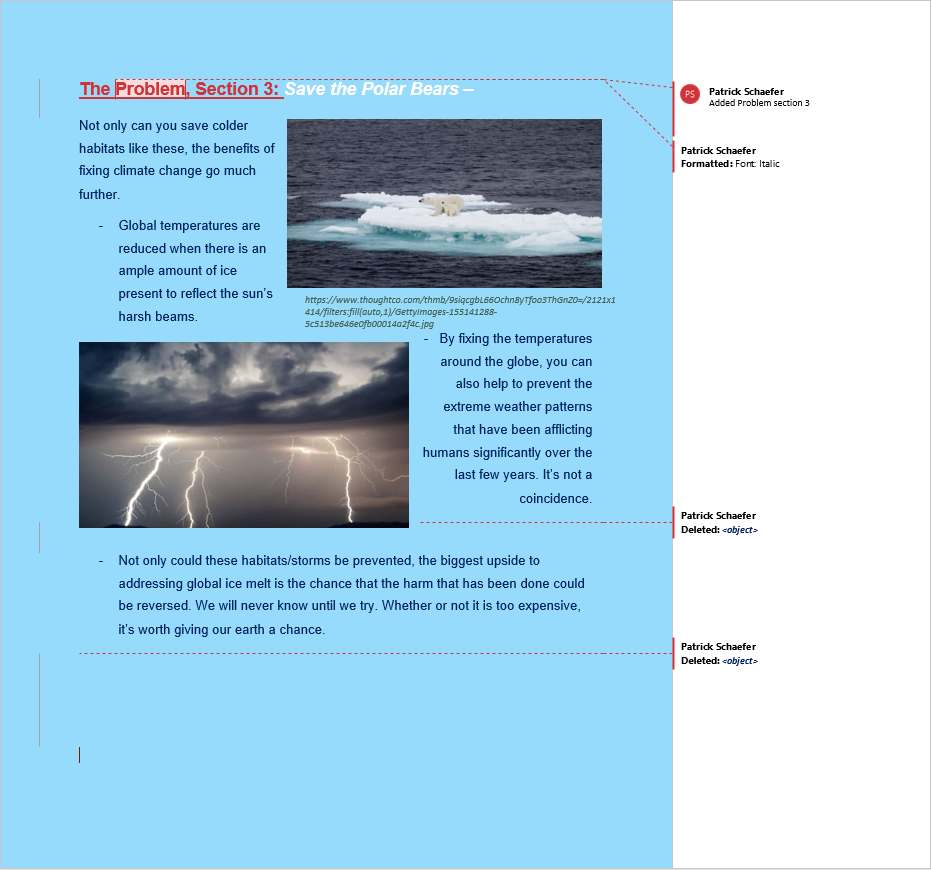 The Problem, Section 3: Save the Polar Bears –
Not only can you save colder
habitats like these, the benefits of
fixing climate change go much
further.
- Global temperatures are
reduced when there is an
ample amount of ice
present to reflect the sun's
harsh beams.
https://www.thoughtco.com/thmb/9siqcgbL66Ochn8yTfoo3ThGnZ0=/2121x1
414/filters:fill(auto,1)/GettyImages-155141288-
5c513be646e0fb00014a2f4c.jpg
- By fixing the temperatures
around the globe, you can
also help to prevent the
extreme weather patterns
that have been afflicting
humans significantly over the
last few years. It's not a
coincidence.
- Not only could these habitats/storms be prevented, the biggest upside to
addressing global ice melt is the chance that the harm that has been done could
be reversed. We will never know until we try. Whether or not it is too expensive,
it's worth giving our earth a chance.
PS
Patrick Schaefer
Added Problem section 3
Patrick Schaefer
Formatted: Font: Italic
Patrick Schaefer
Deleted: <object>
Patrick Schaefer
Deleted: <object>